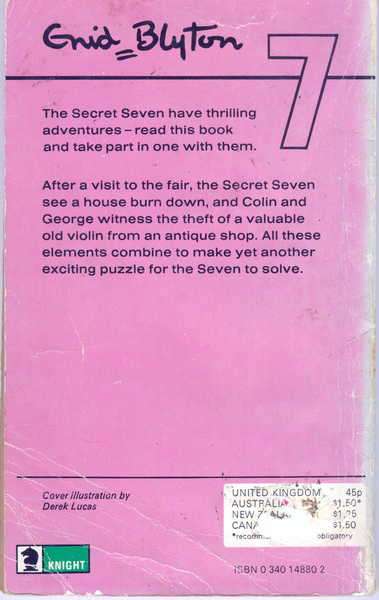 Enid Blyton
7
The Secret Seven have thrilling
adventures – read this book
and take part in one with them.
After a visit to the fair, the Secret Seven
see a house burn down, and Colin and
George witness the theft of a valuable
old violin from an antique shop. All these
elements combine to make yet another
exciting puzzle for the Seven to solve.
Cover illustration by
Derek Lucas
UNITED KINGDOM 45p
AUSTRALIA $1.50*
NEW
$1.50
obligatory
KNIGHT
ISBN 0 340 14880 2